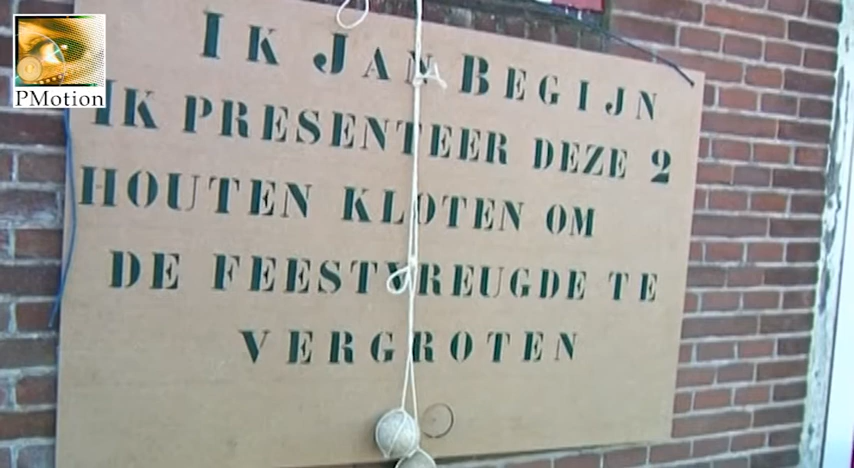 PMotion
IK JAN BEGIJN
IK PRESENTEER DEZE 2
HOUTEN KLOTEN OM
DE FEESTVREUGDE TE
VERGROTEN